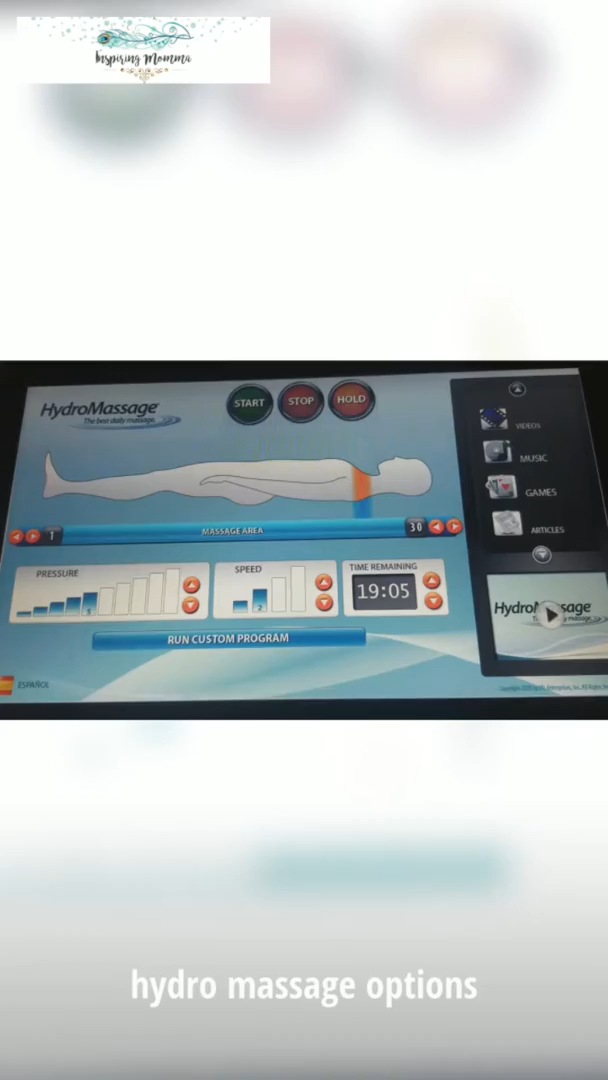 Inspiring Momma
HydroMassage
The best daily massage.
START
STOP
HOLD
VIDEOS
MUSIC
GAMES
ARTICLES
1
MASSAGE AREA
30
PRESSURE
5
SPEED
2
TIME REMAINING
19:05
HydroMassage
RUN CUSTOM PROGRAM
ESPAÑOL
hydro massage options